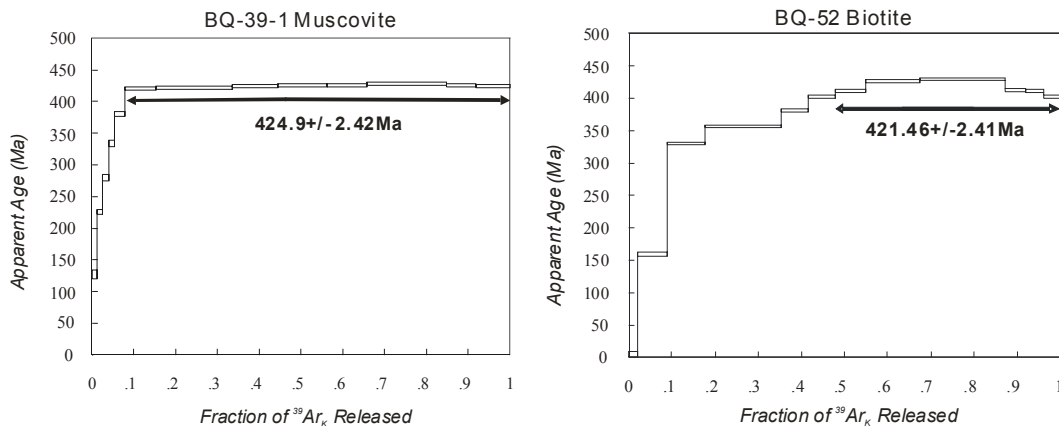 BQ-39-1 Muscovite
500
450
400
350
300
250
200
150
100
50
0
Apparent Age (Ma)
424.9+/-2.42Ma
0 .1 .2 .3 .4 .5 .6 .7 .8 .9 1
Fraction of ³⁹Arₖ Released
BQ-52 Biotite
500
450
400
350
300
250
200
150
100
50
0
Apparent Age (Ma)
421.46+/-2.41Ma
0 .1 .2 .3 .4 .5 .6 .7 .8 .9 1
Fraction of ³⁹Arₖ Released